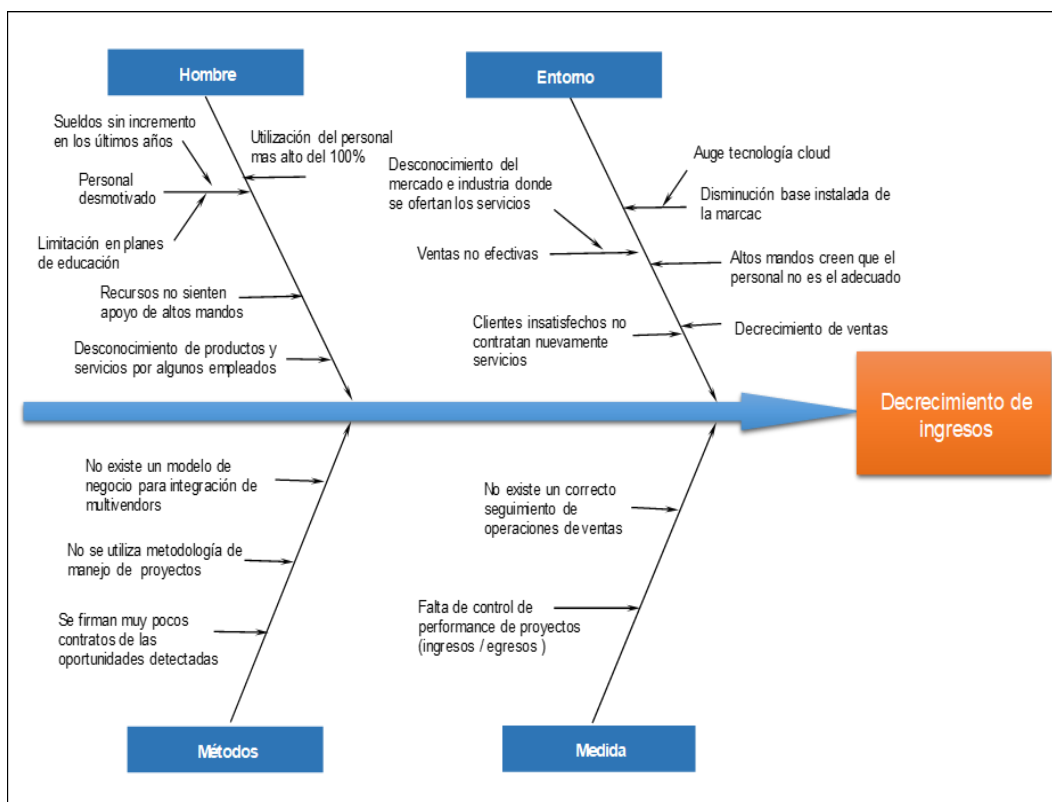 Hombre
Entorno
Sueldos sin incremento
en los últimos años
Utilización del personal
mas alto del 100%
Personal
desmotivado
Limitación en planes
de educación
Recursos no sienten
apoyo de altos mandos
Desconocimiento de productos y
servicios por algunos empleados
Desconocimiento del
mercado e industria donde
se ofertan los servicios
Auge tecnología cloud
Disminución base instalada de
la marcac
Ventas no efectivas
Altos mandos creen que el
personal no es el adecuado
Clientes insatisfechos no
contratan nuevamente
servicios
Decrecimiento de ventas
Decrecimiento de
ingresos
No existe un modelo de
negocio para integración de
multivendors
No se utiliza metodología de
manejo de proyectos
Se firman muy pocos
contratos de las
oportunidades detectadas
No existe un correcto
seguimiento de
operaciones de ventas
Falta de control de
performance de proyectos
(ingresos / egresos )
Métodos
Medida